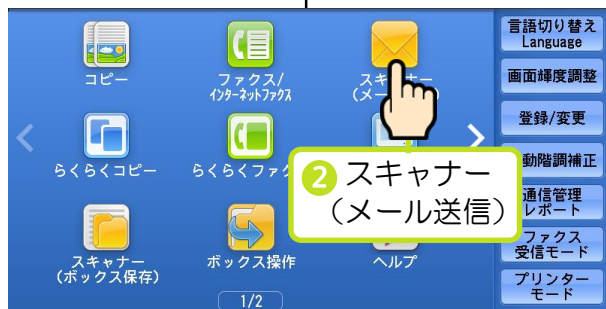 コピー
ファクス/
インターネットファクス
スキ
ナー
(メー
)
言語切り替え
Language
画面輝度調整
登録/変更
動階調補正
通信管理
レポート
ファクス
受信モード
プリンター
モード
らくらくコピー
らくらくファク
2 スキャナー
(メール送信)
スキャナー
(ボックス保存)
ボックス操作
ヘルプ
1/2